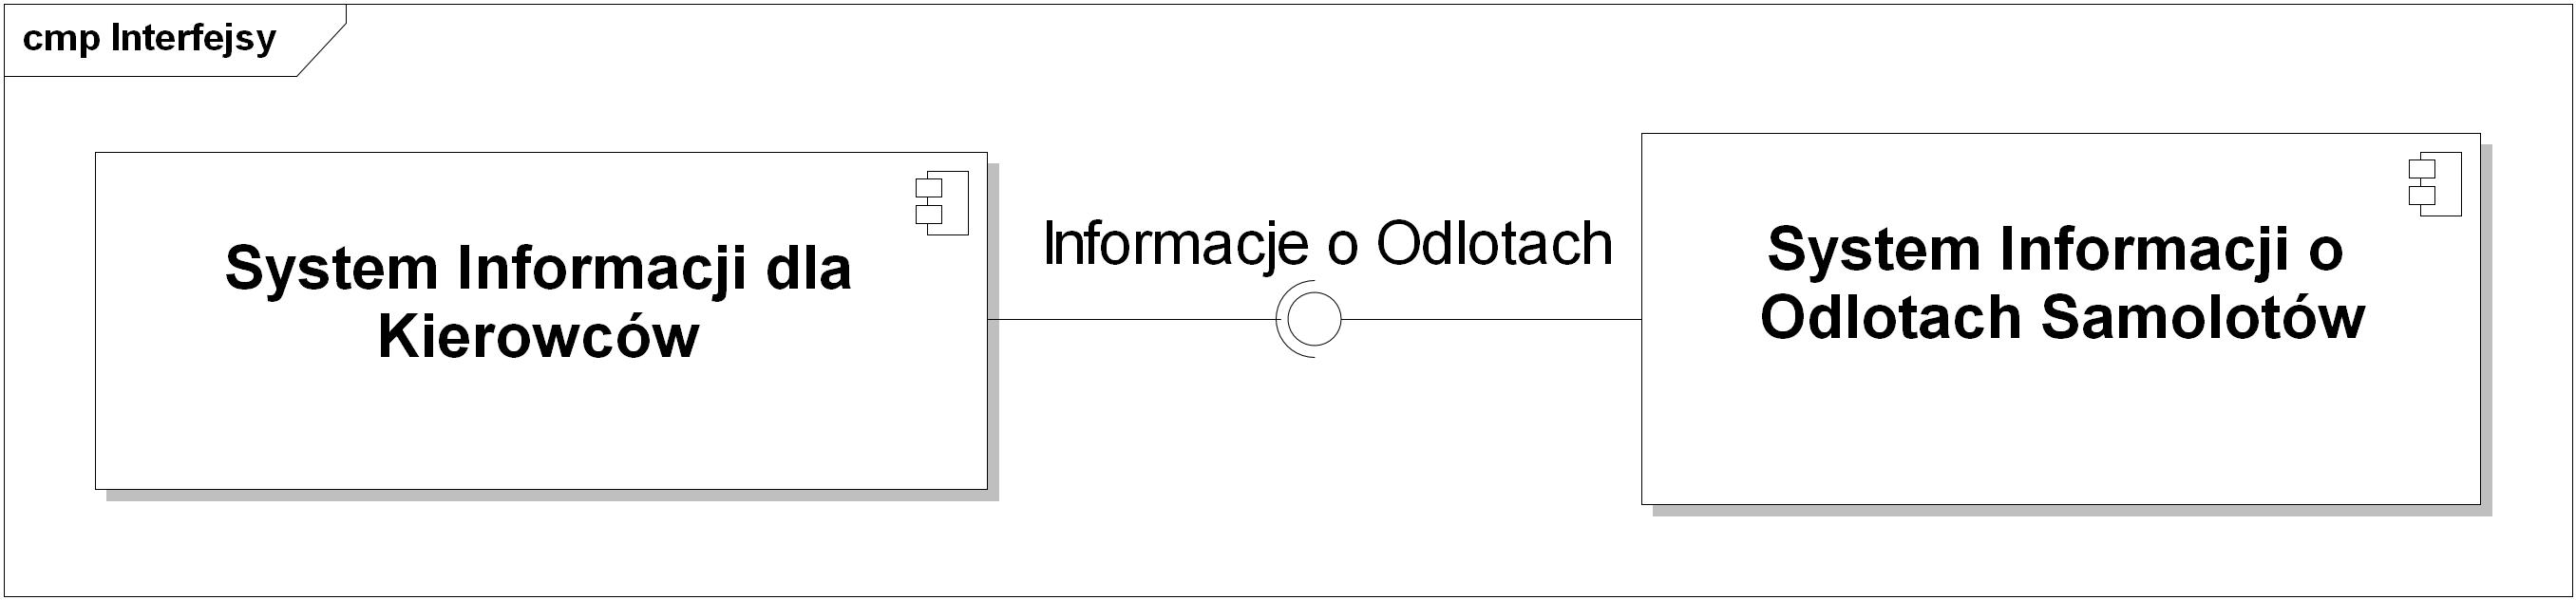 cmp Interfejsy
System Informacji dla
Kierowców
Informacje o Odlotach
System Informacji o
Odlotach Samolotów